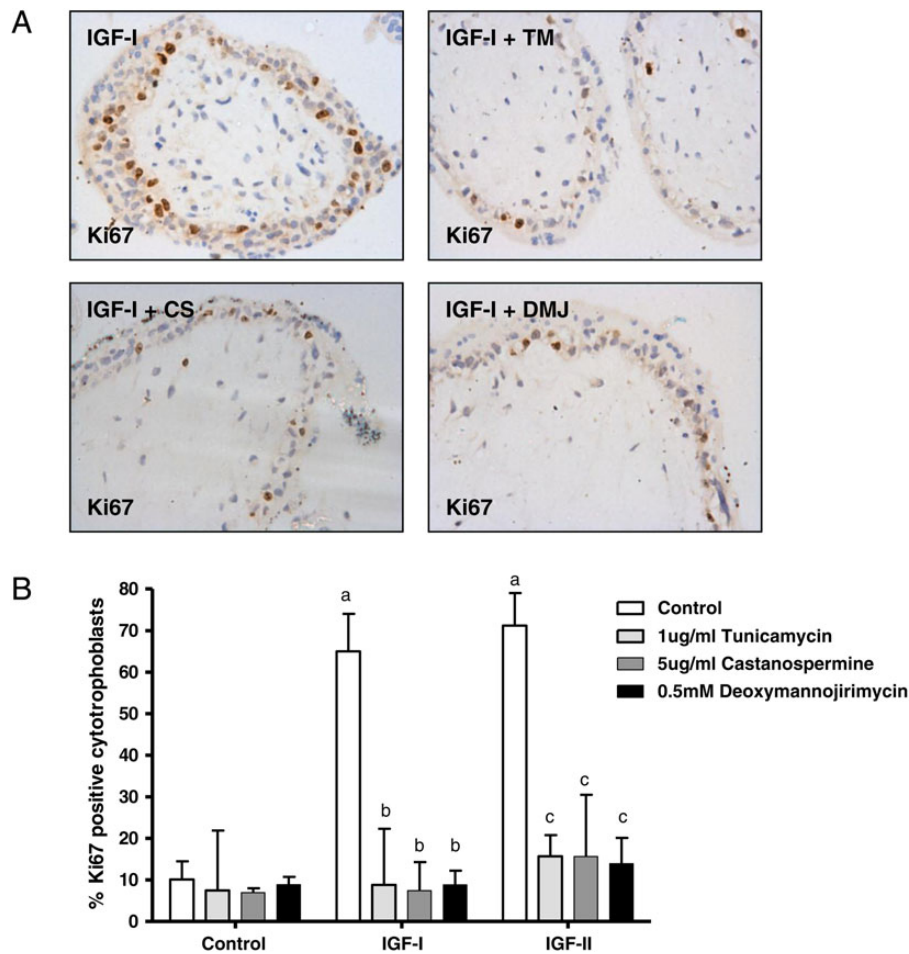 A
IGF-I
Ki67
IGF-I + TM
Ki67
IGF-I + CS
Ki67
IGF-I + DMJ
Ki67
B
% Ki67 positive cytotrophoblasts
80
70
60
50
40
30
20
10
0
a
b
b
b
a
c
c
c
Control
IGF-I
IGF-II
Control
1ug/ml Tunicamycin
5ug/ml Castanospermine
0.5mM Deoxymannojirimycin